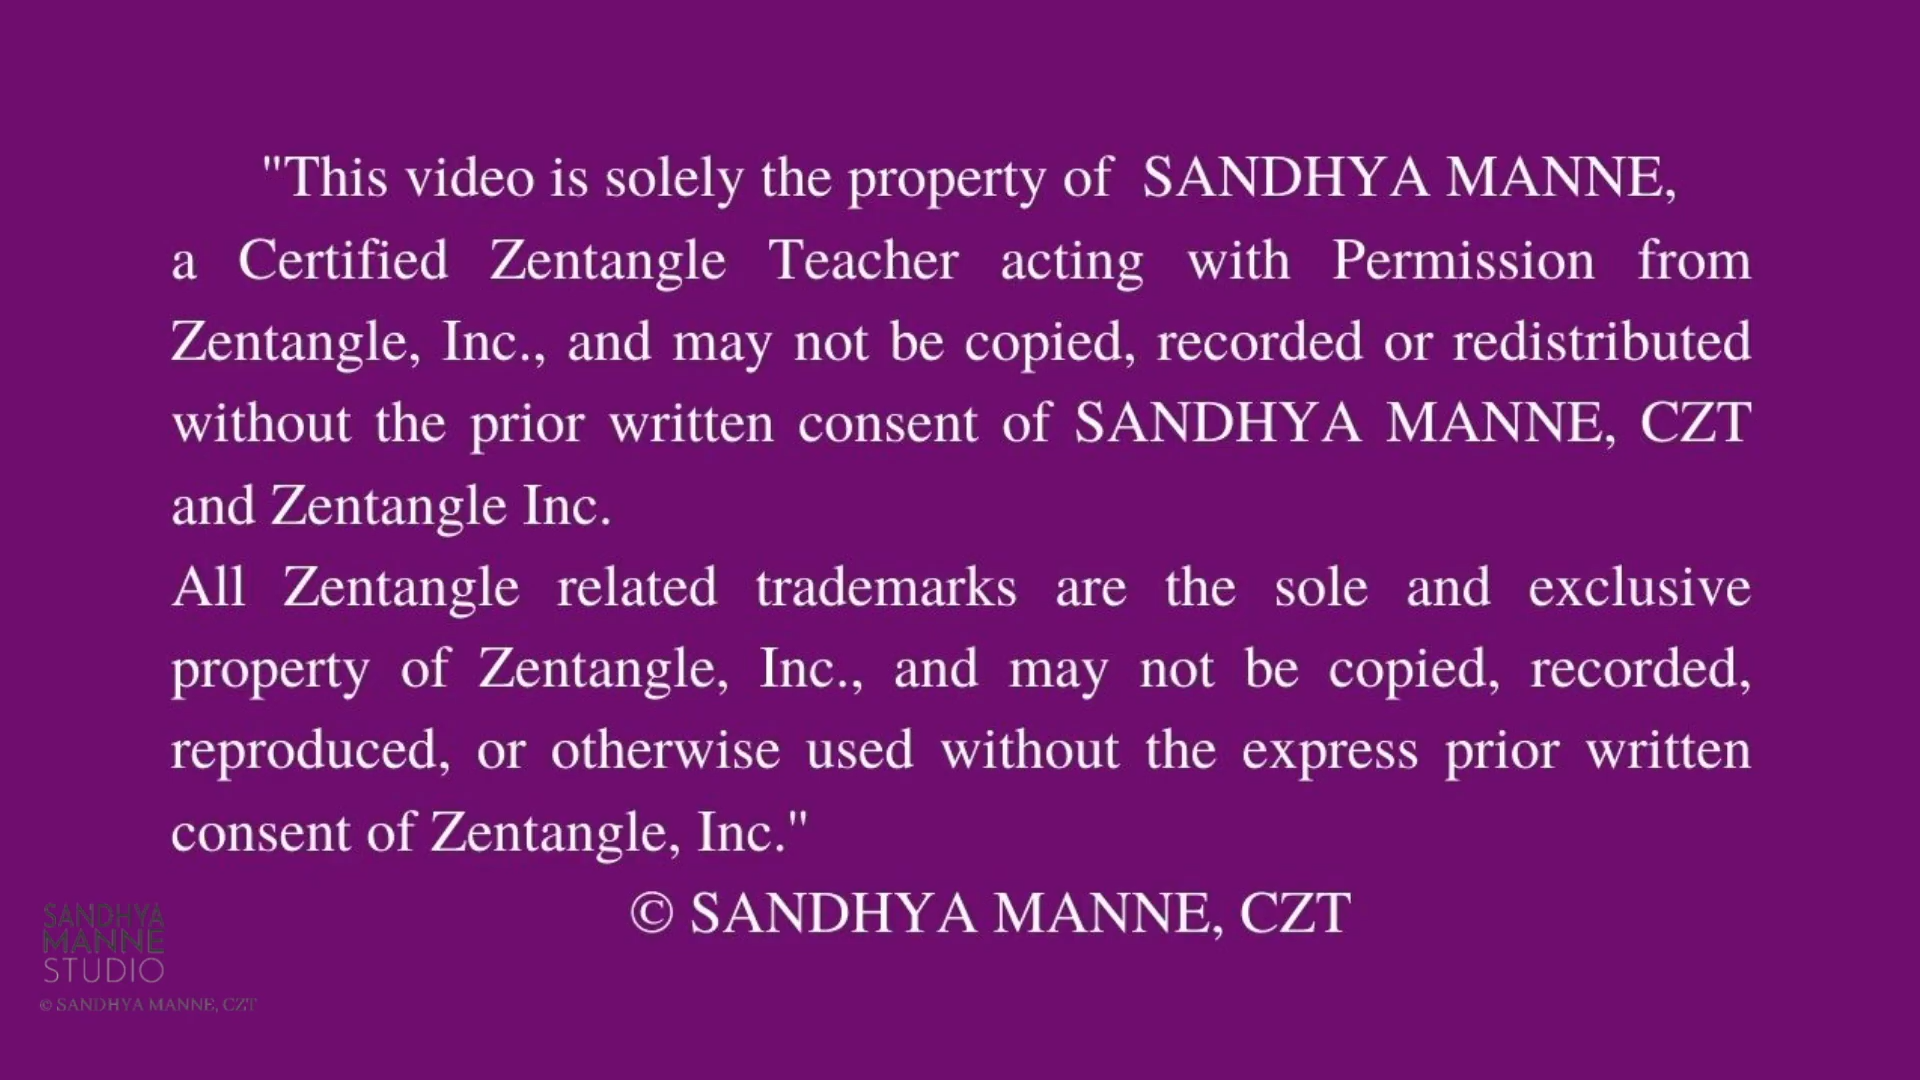 "This video is solely the property of SANDHYA MANNE,
a Certified Zentangle Teacher acting with Permission from
Zentangle, Inc., and may not be copied, recorded or redistributed
without the prior written consent of SANDHYA MANNE, CZT
and Zentangle Inc.
All Zentangle related trademarks are the sole and exclusive
property of Zentangle, Inc., and may not be copied, recorded,
reproduced, or otherwise used without the express prior written
consent of Zentangle, Inc."
© SANDHYA MANNE, CZT
SANDHYA
MANNE
STUDIO
© SANDHYA MANNE, CZT